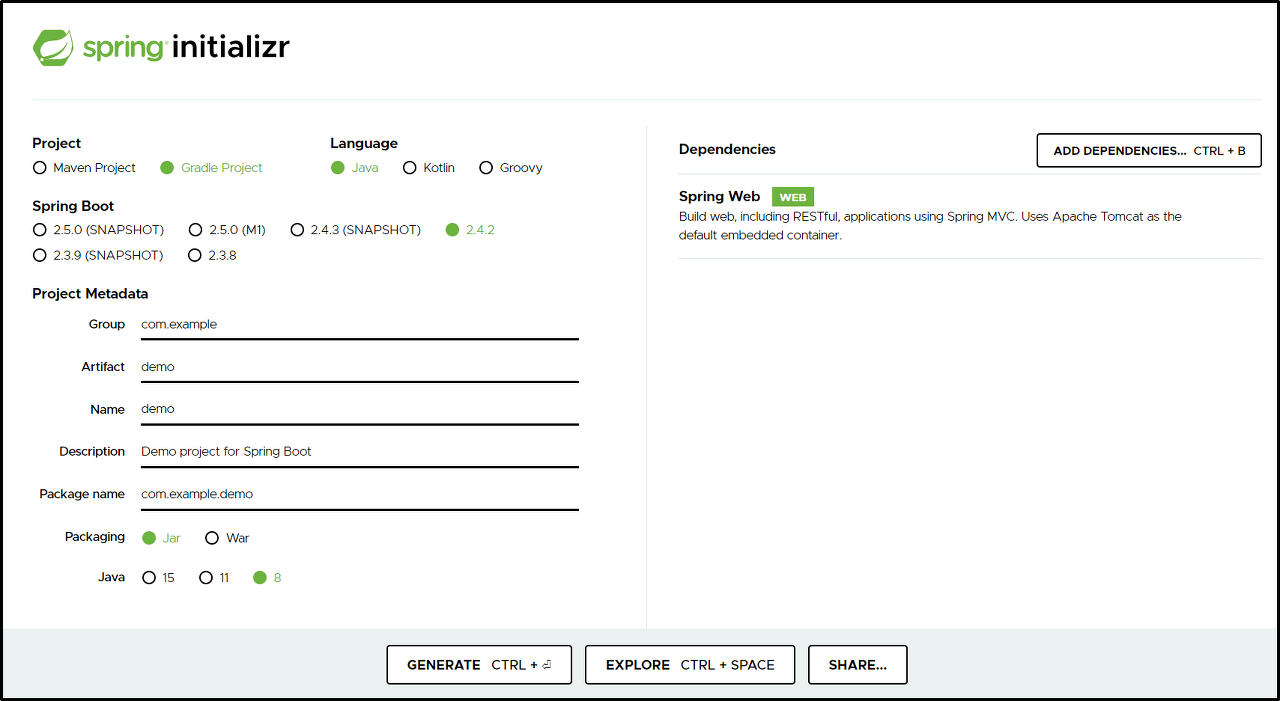 spring initializr
Project
Maven Project Gradle Project
Language
Java Kotlin Groovy
Spring Boot
2.5.0 (SNAPSHOT) 2.5.0 (M1) 2.4.3 (SNAPSHOT) 2.4.2
2.3.9 (SNAPSHOT) 2.3.8
Project Metadata
Group com.example
Artifact demo
Name demo
Description Demo project for Spring Boot
Package name com.example.demo
Packaging Jar War
Java 15 11 8
Dependencies ADD DEPENDENCIES... CTRL + B
Spring Web WEB
Build web, including RESTful, applications using Spring MVC. Uses Apache Tomcat as the
default embedded container.
GENERATE CTRL + ⏎ EXPLORE CTRL + SPACE SHARE...